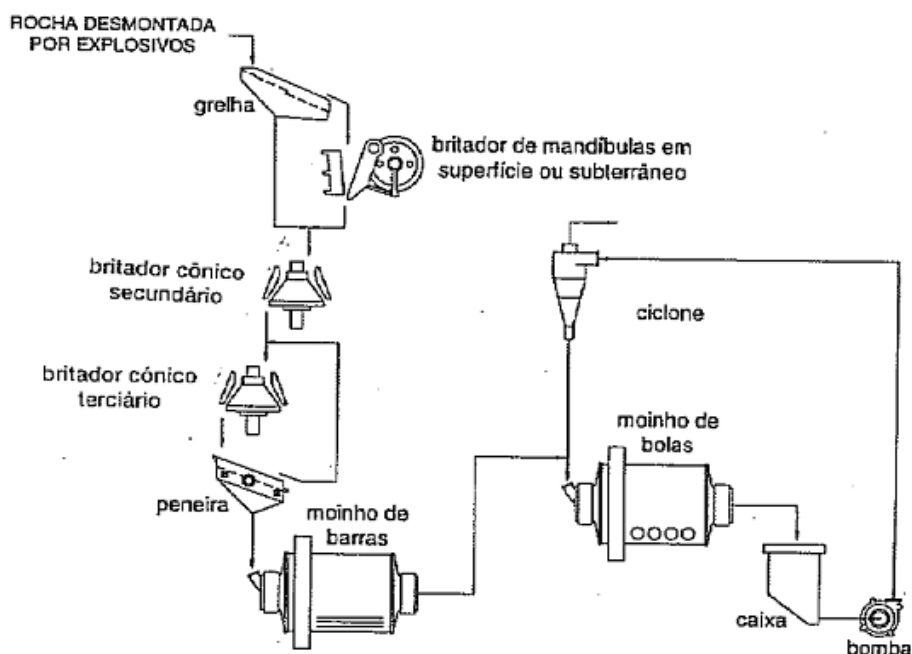 ROCHA DESMONTADA
POR EXPLOSIVOS
grelha
britador de mandíbulas em
superfície ou subterrâneo
britador cônico
secundário
ciclone
britador cónico
terciário
moinho de
bolas
peneira
moinho de
barras
caixa
bomba